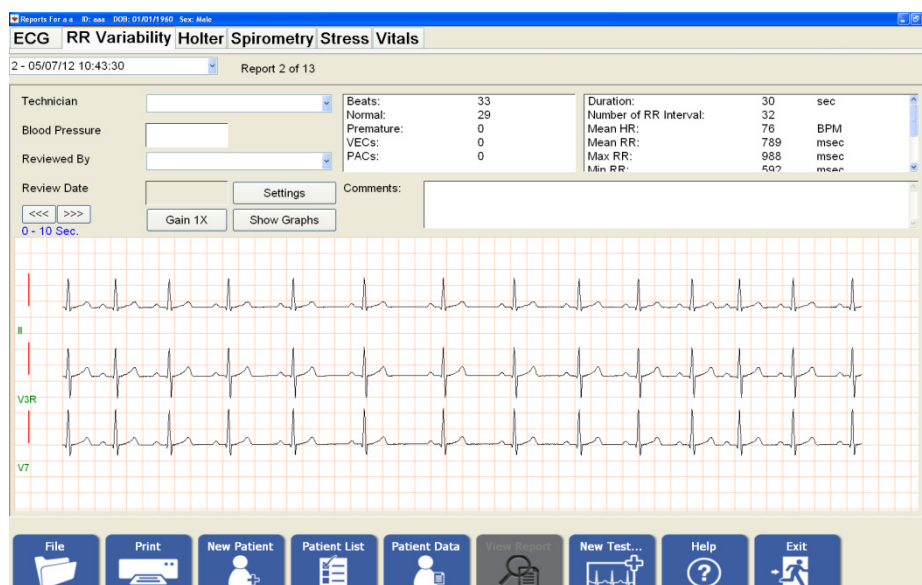 Reports For a a ID: aaa DOB: 01/01/1960 Sex: Male
ECG RR Variability Holter Spirometry Stress Vitals
2 - 05/07/12 10:43:30 Report 2 of 13
Technician
Blood Pressure
Reviewed By
Review Date
Beats: 33
Normal: 29
Premature: 0
VECs: 0
PACs: 0
Duration: 30 sec
Number of RR Interval: 32
Mean HR: 76 BPM
Mean RR: 789 msec
Max RR: 988 msec
Min RR: 592 msec
Settings
Comments:
<<< >>>
Gain 1X Show Graphs
0 - 10 Sec.
II
V3R
V7
File Print New Patient Patient List Patient Data View Report New Test... Help Exit